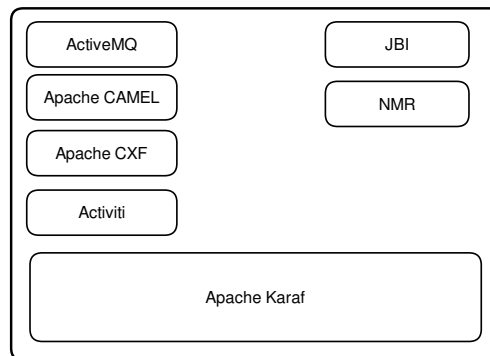 ActiveMQ
JBI
Apache CAMEL
NMR
Apache CXF
Activiti
Apache Karaf